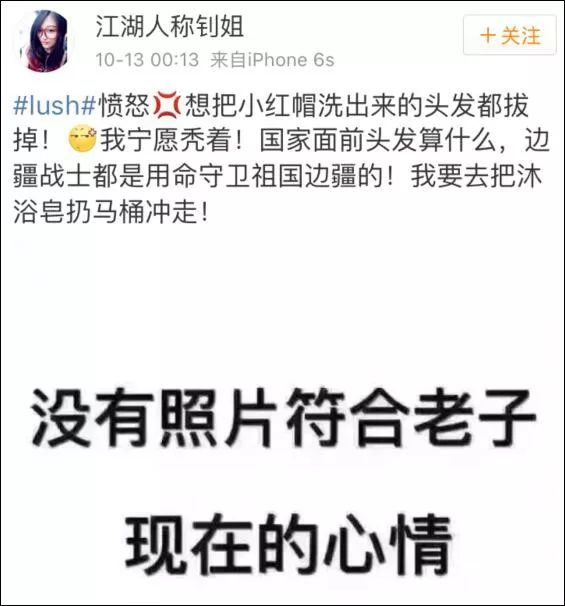 江湖人称钊姐
10-13 00:13 来自iPhone 6s
+关注
#lush#愤怒💢想把小红帽洗出来的头发都拔
掉！我宁愿秃着！国家面前头发算什么，边
疆战士都是用命守卫祖国边疆的！我要去把沐
浴皂扔马桶冲走！
没有照片符合老子
现在的心情